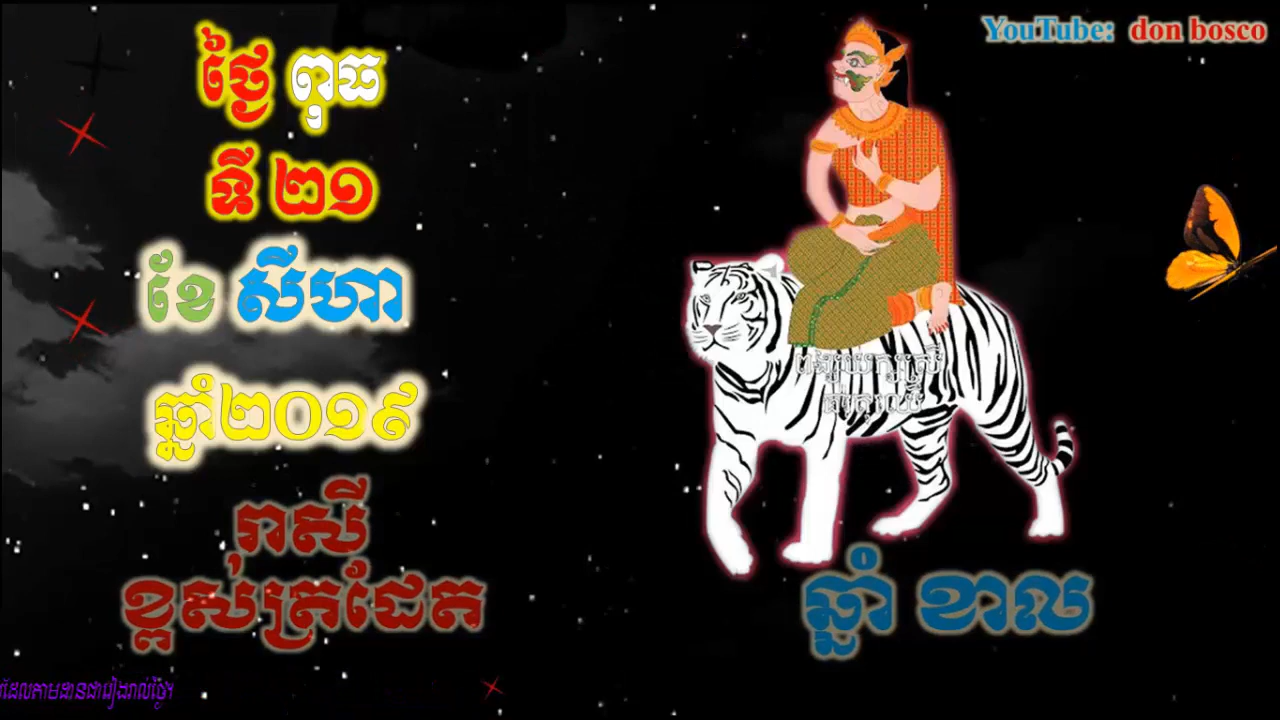 YouTube: don bosco
ថ្ងៃ ពុធ
ទី ២១
ខែ សីហា
ឆ្នាំ២០១៩
រាសី
ខ្ពស់ត្រដែត
ឆ្នាំ ខាល